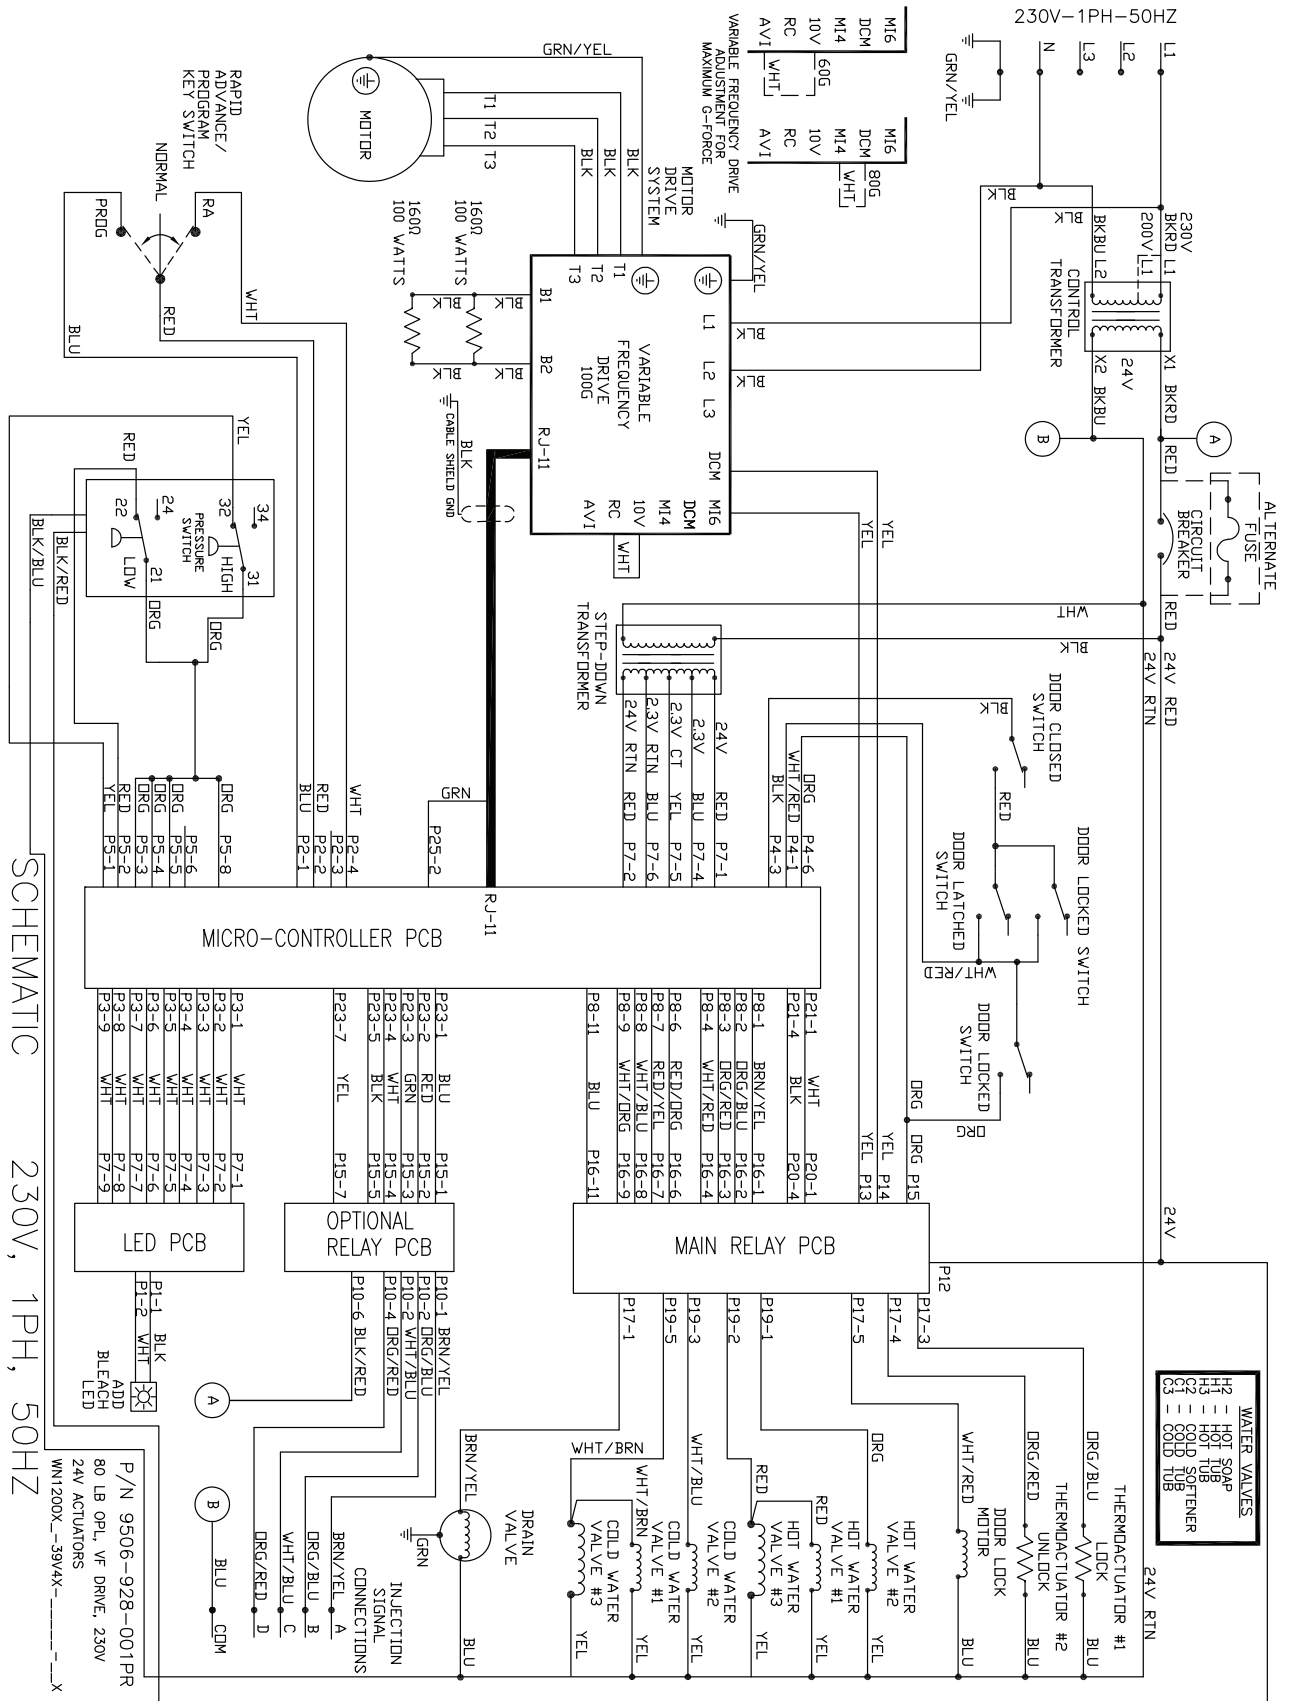 230V-1PH-50HZ
L1
L2
L3
N
GRN/YEL
MI6
DCM
MI4
10V
RC
AVI
60G
WHT
MI6
DCM
MI4
10V
RC
AVI
80G
WHT
VARIABLE FREQUENCY DRIVE
ADJUSTMENT FOR
MAXIMUM G-FORCE
GRN/YEL
MOTOR
T1
T2
T3
BLK
BLK
BLK
MOTOR
DRIVE
SYSTEM
RAPID
ADVANCE/
PROGRAM
KEY SWITCH
NORMAL
RA
PROG
WHT
RED
BLU
160Ω
100 WATTS
160Ω
100 WATTS
BLK
BLK
BLK
BLK
GRN/YEL
BLK
BLK
BLK
BLK
230V
BKRD L1
200V L1
BKBU L2
CONTROL
TRANSFORMER
24V
X1 BKRD
X2 BKBU
A
B
RED
ALTERNATE
FUSE
CIRCUIT
BREAKER
RED
24V RED
24V RTN
WHT
BLK
T1
T2
T3
L1
L2
L3
B1
B2
VARIABLE
FREQUENCY
DRIVE
100G
RJ-11
DCM
MI6
DCM
MI4
10V
RC
AVI
WHT
BLK
CABLE SHIELD GND
YEL
YEL
YEL
RED
34
32
31
HIGH
PRESSURE
SWITCH
24
22
21
LOW
ORG
ORG
BLK/RED
BLK/BLU
STEP-DOWN
TRANSFORMER
24V RED P7-1
2.3V BLU P7-4
2.3V CT YEL P7-5
2.3V RTN BLU P7-6
24V RTN RED P7-2
DOOR CLOSED
SWITCH
BLK
RED
DOOR LOCKED SWITCH
DOOR LATCHED
SWITCH
WHT/RED
DOOR LOCKED
SWITCH
ORG
ORG P4-6
WHT/RED P4-1
BLK P4-3
GRN
P25-2
RJ-11
WHT P2-4
P2-3
RED P2-2
BLU P2-1
ORG P5-8
P5-6
ORG P5-5
ORG P5-4
ORG P5-3
RED P5-2
YEL P5-1
MICRO-CONTROLLER PCB
P21-1 WHT P20-1
P21-4 BLK P20-4
P8-1 BRN/YEL P16-1
P8-2 ORG/BLU P16-2
P8-3 ORG/RED P16-3
P8-4 WHT/RED P16-4
P8-6 RED/ORG P16-6
P8-7 RED/YEL P16-7
P8-8 WHT/BLU P16-8
P8-9 WHT/ORG P16-9
P8-11 BLU P16-11
P23-1 BLU P15-1
P23-2 RED P15-2
P23-3 GRN P15-3
P23-4 WHT P15-4
P23-5 BLK P15-5
P23-7 YEL P15-7
P3-1 WHT P7-1
P3-2 WHT P7-2
P3-3 WHT P7-3
P3-4 WHT P7-4
P3-5 WHT P7-5
P3-6 WHT P7-6
P3-7 WHT P7-7
P3-8 WHT P7-8
P3-9 WHT P7-9
ORG
ORG P15
YEL P14
YEL P13
24V
MAIN RELAY PCB
P12
OPTIONAL
RELAY PCB
LED PCB
P17-3
P17-4
P17-5
P19-1
P19-2
P19-3
P19-5
P17-1
P10-1 BRN/YEL
P10-2 ORG/BLU
P10-2 WHT/BLU
P10-4 ORG/RED
P10-6 BLK/RED
P1-1 BLK
P1-2 WHT
ADD
BLEACH
LED
WATER VALVES
H2 - HOT SOAP
H1 - HOT TUB
H3 - HOT TUB
C2 - COLD SOFTENER
C1 - COLD TUB
C3 - COLD TUB
THERMOACTUATOR #1
LOCK
ORG/BLU
BLU
THERMOACTUATOR #2
UNLOCK
ORG/RED
BLU
DOOR LOCK
MOTOR
WHT/RED
BLU
HOT WATER
VALVE #2
ORG
YEL
HOT WATER
VALVE #1
RED
YEL
HOT WATER
VALVE #3
RED
YEL
COLD WATER
VALVE #2
WHT/BLU
YEL
COLD WATER
VALVE #1
WHT/BRN
YEL
COLD WATER
VALVE #3
WHT/BRN
YEL
DRAIN
VALVE
BRN/YEL
GRN
BLU
24V RTN
INJECTION
SIGNAL
CONNECTIONS
BRN/YEL A
ORG/BLU B
WHT/BLU C
ORG/RED D
A
B
BLU COM
SCHEMATIC 230V, 1PH, 50HZ
P/N 9506-928-001PR
80 LB OPL, VF DRIVE, 230V
24V ACTUATORS
WN1200X_-39V4X-______-__X